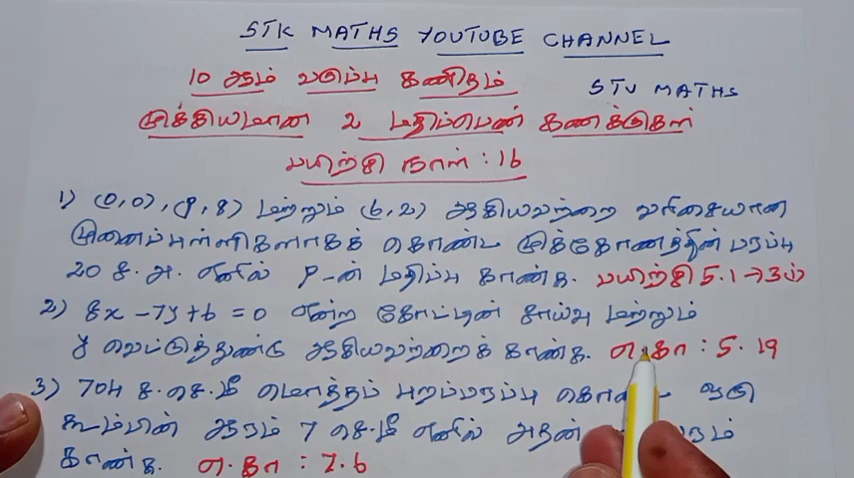 STK MATHS YOUTUBE CHANNEL
10 ஆம் வகுப்பு கணிதம்
STV MATHS
முக்கியமான 2 மதிப்பெண் கணக்குகள்
பயிற்சி நாள் : 16
1) (0,0), (p,8) மற்றும் (6,2) ஆகியவற்றை வரிசையான
முனைப்புள்ளிகளாகக் கொண்ட முக்கோணத்தின் பரப்பு
20 ச.அ. எனில் p-ன் மதிப்பு காண்க. பயிற்சி 5.1 → 3 i)
2) 8x - 7y + 6 = 0 என்ற கோட்டின் சாய்வு மற்றும்
y வெட்டுத்துண்டு ஆகியவற்றைக் காண்க. எ.கா : 5.19
3) 704 ச.செ.மீ மொத்தப் புறப்பரப்பு கொண்ட ஒரு
கூம்பின் ஆரம் 7 செ.மீ எனில் அதன்
காண்க. எ.கா : 7.6